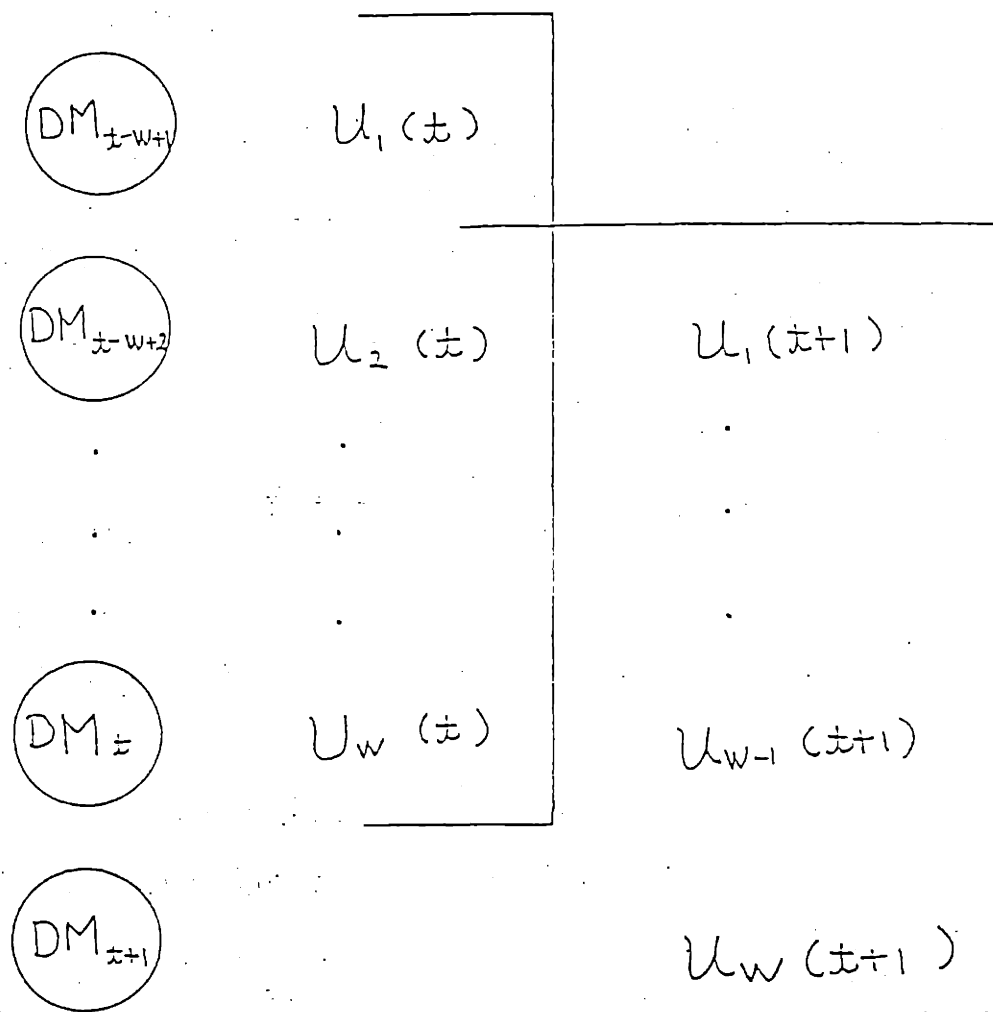 DM_{t-w+1} U_1(t)
DM_{t-w+2} U_2(t) U_1(t+1)
. . .
. . .
. . .
DM_t U_w(t) U_{w-1}(t+1)
DM_{t+1} U_w(t+1)